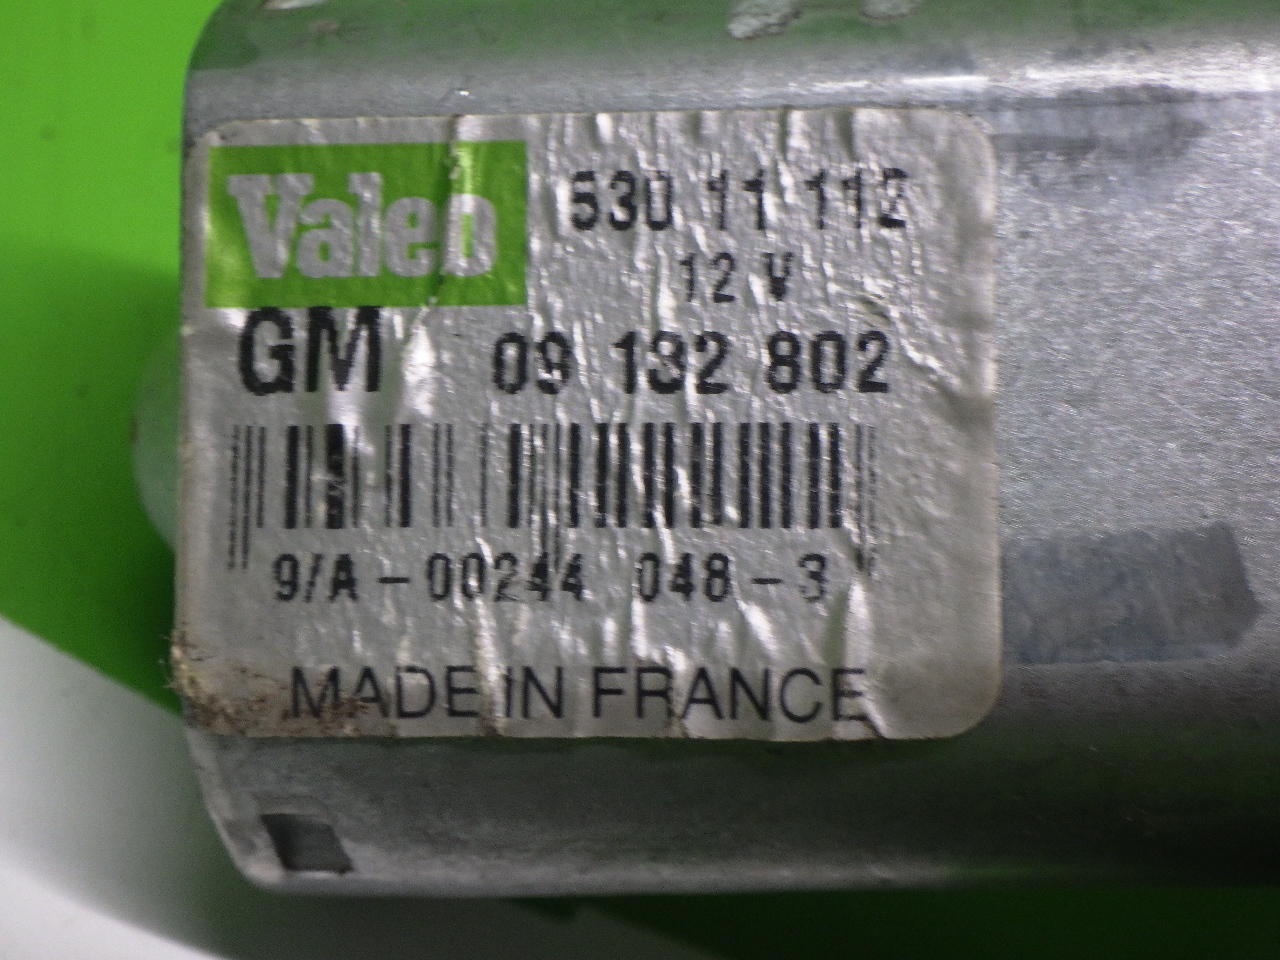 Valeo 530 11 112
12 V
GM 09 132 802
9/A - 00244 048 - 3
MADE IN FRANCE